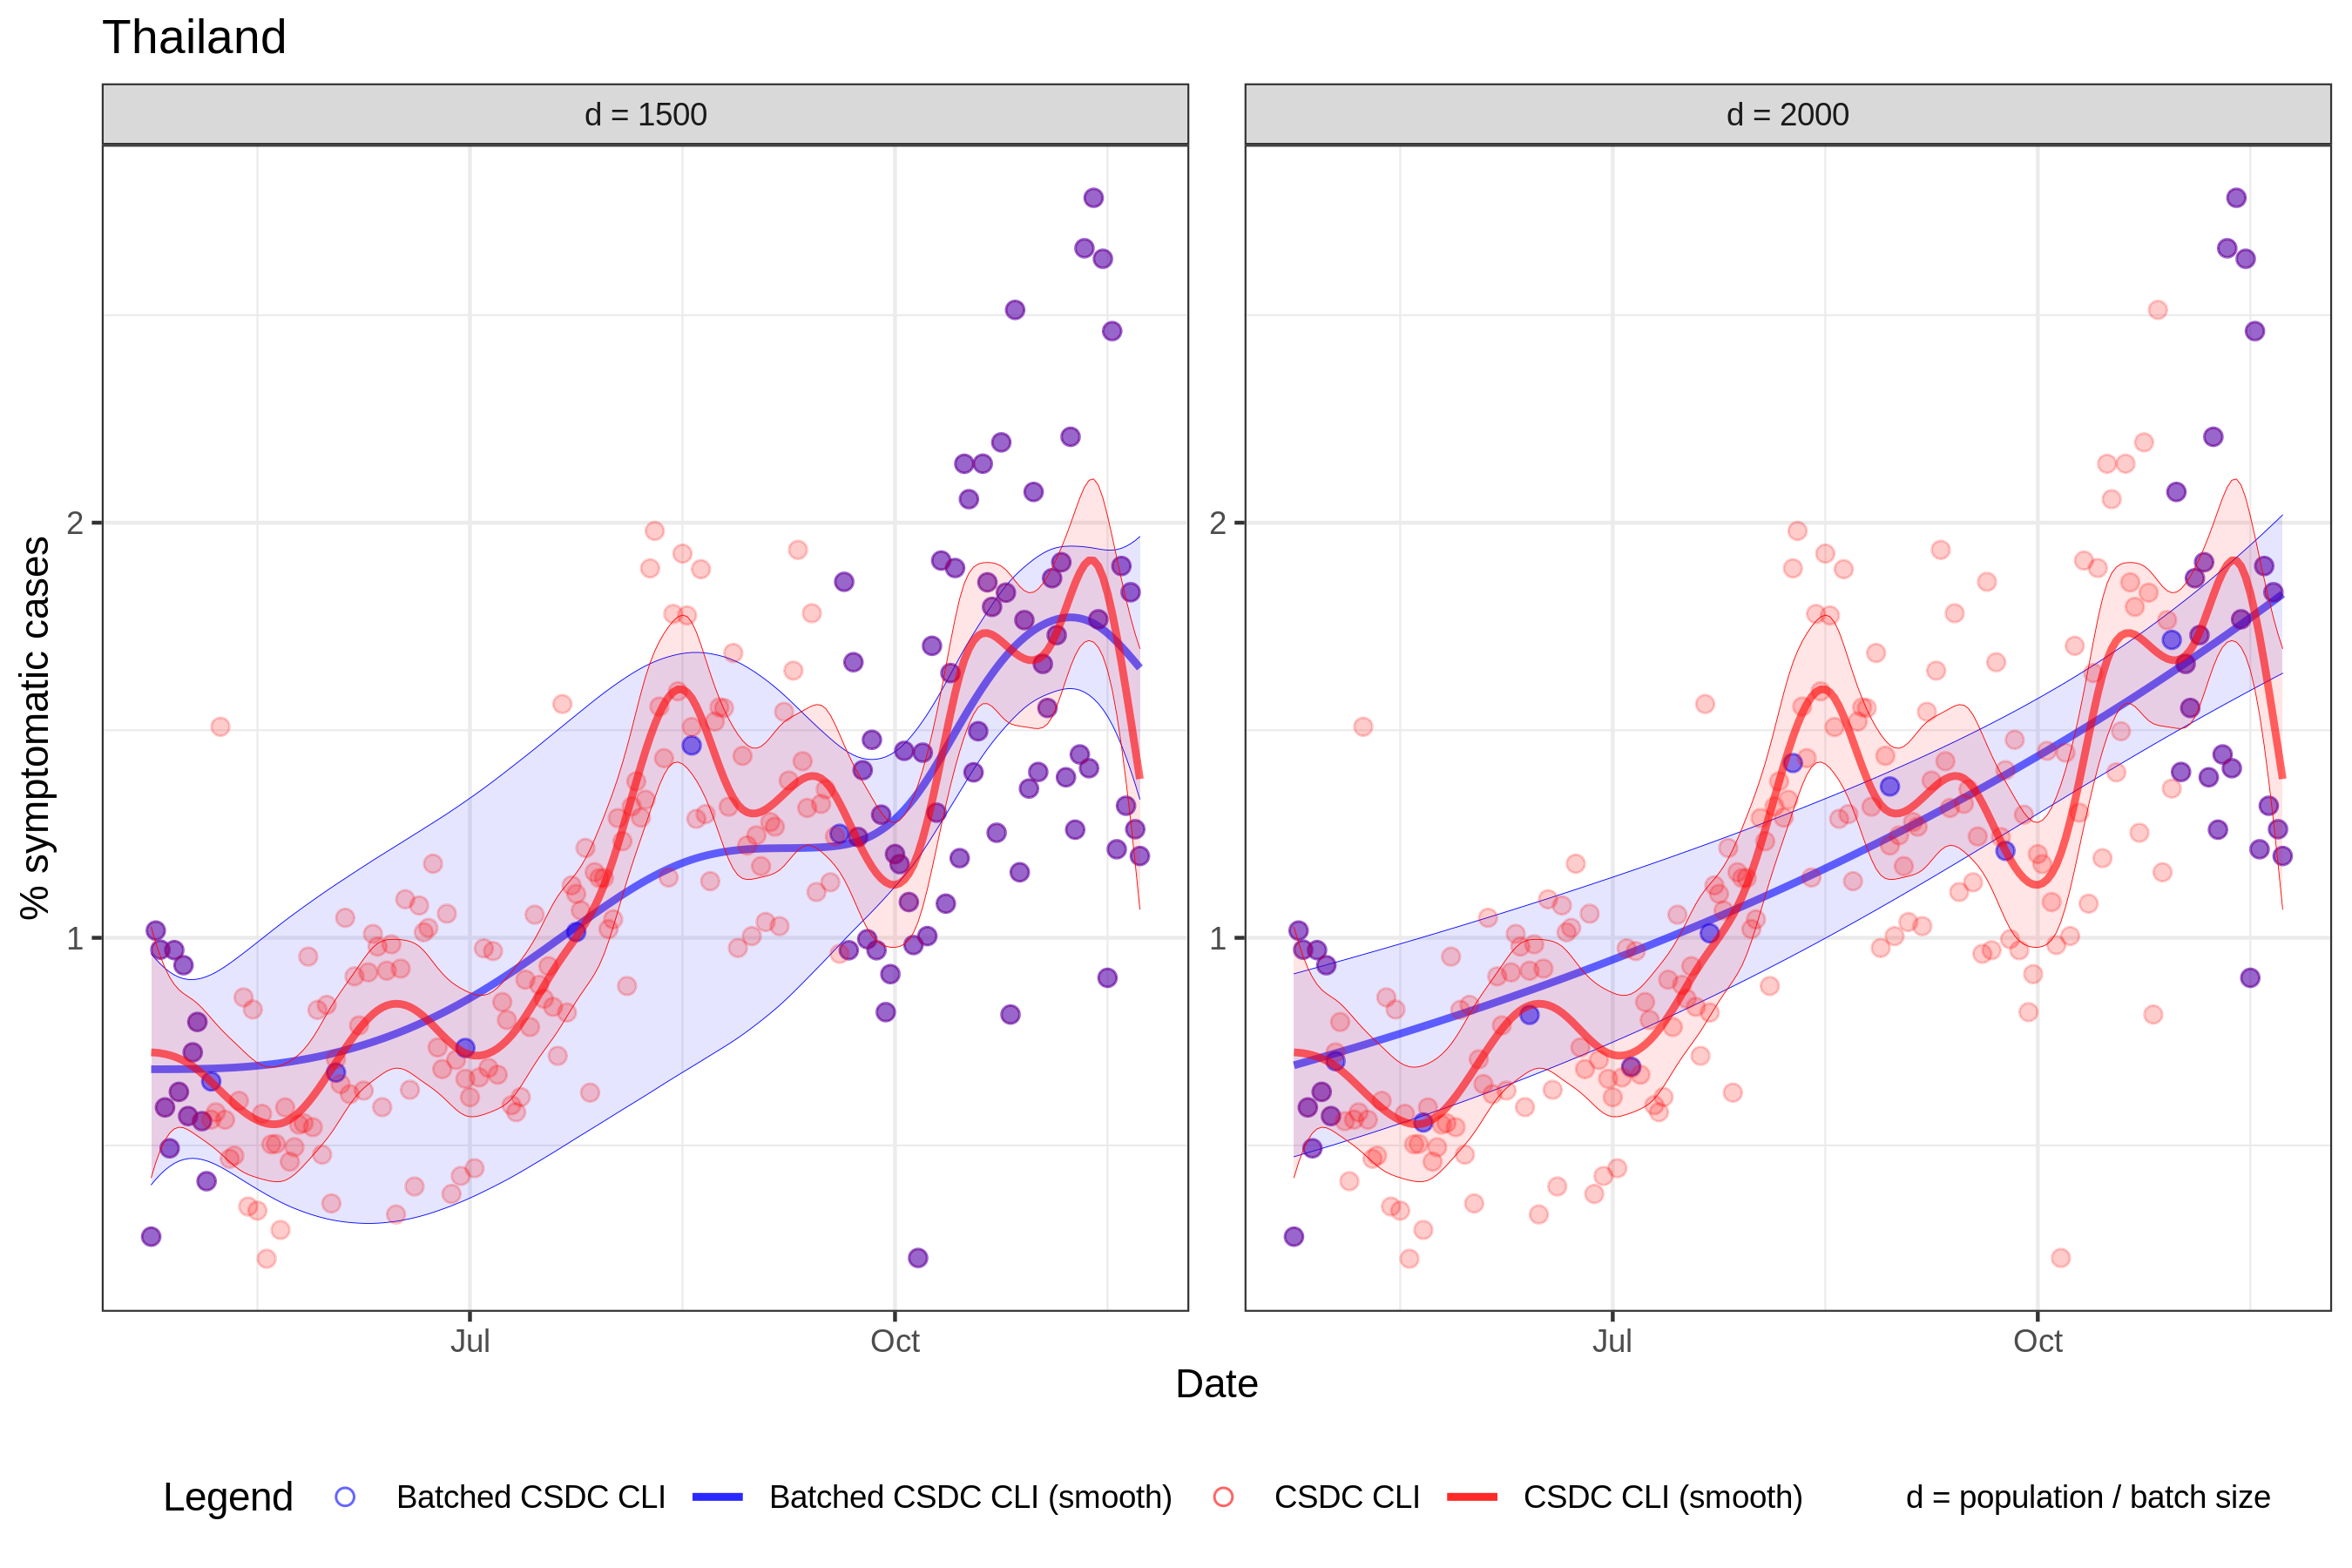 Thailand
d = 1500
d = 2000
% symptomatic cases
2
1
2
1
Jul
Oct
Jul
Oct
Date
Legend
Batched CSDC CLI
Batched CSDC CLI (smooth)
CSDC CLI
CSDC CLI (smooth)
d = population / batch size